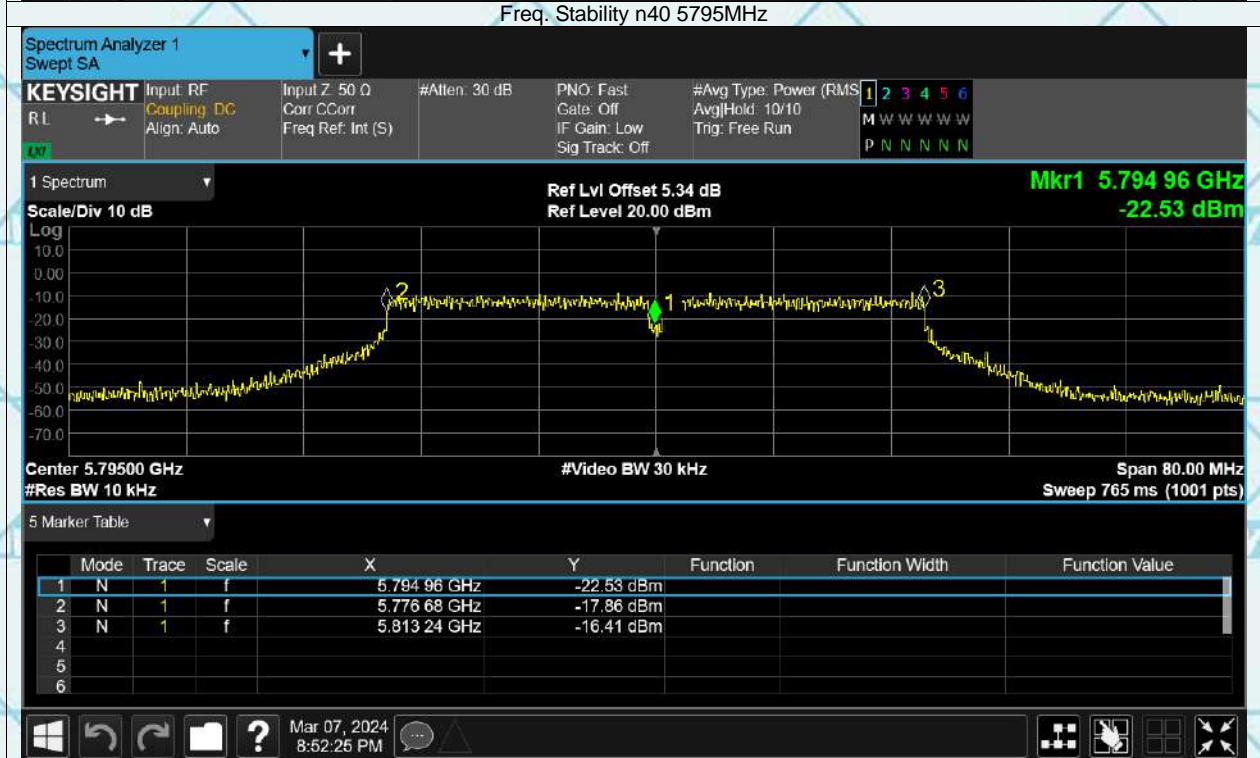 Freq. Stability n40 5795MHz
Spectrum Analyzer 1
Swept SA
+
KEYSIGHT
RL
LXI
Input: RF
Coupling: DC
Align: Auto
Input Z: 50 Ω
Corr CCorr
Freq Ref: Int (S)
#Atten: 30 dB
PNO: Fast
Gate: Off
IF Gain: Low
Sig Track: Off
#Avg Type: Power (RMS
Avg|Hold: 10/10
Trig: Free Run
1 2 3 4 5 6
M W W W W W
P N N N N N
1 Spectrum
Scale/Div 10 dB
Ref Lvl Offset 5.34 dB
Ref Level 20.00 dBm
Mkr1 5.794 96 GHz
-22.53 dBm
Log
10.0
0.00
-10.0
-20.0
-30.0
-40.0
-50.0
-60.0
-70.0
2
1
3
Center 5.79500 GHz
#Res BW 10 kHz
#Video BW 30 kHz
Span 80.00 MHz
Sweep 765 ms (1001 pts)
5 Marker Table
Mode Trace Scale X Y Function Function Width Function Value
1 N 1 f 5.794 96 GHz -22.53 dBm
2 N 1 f 5.776 68 GHz -17.86 dBm
3 N 1 f 5.813 24 GHz -16.41 dBm
4
5
6
?
Mar 07, 2024
8:52:25 PM